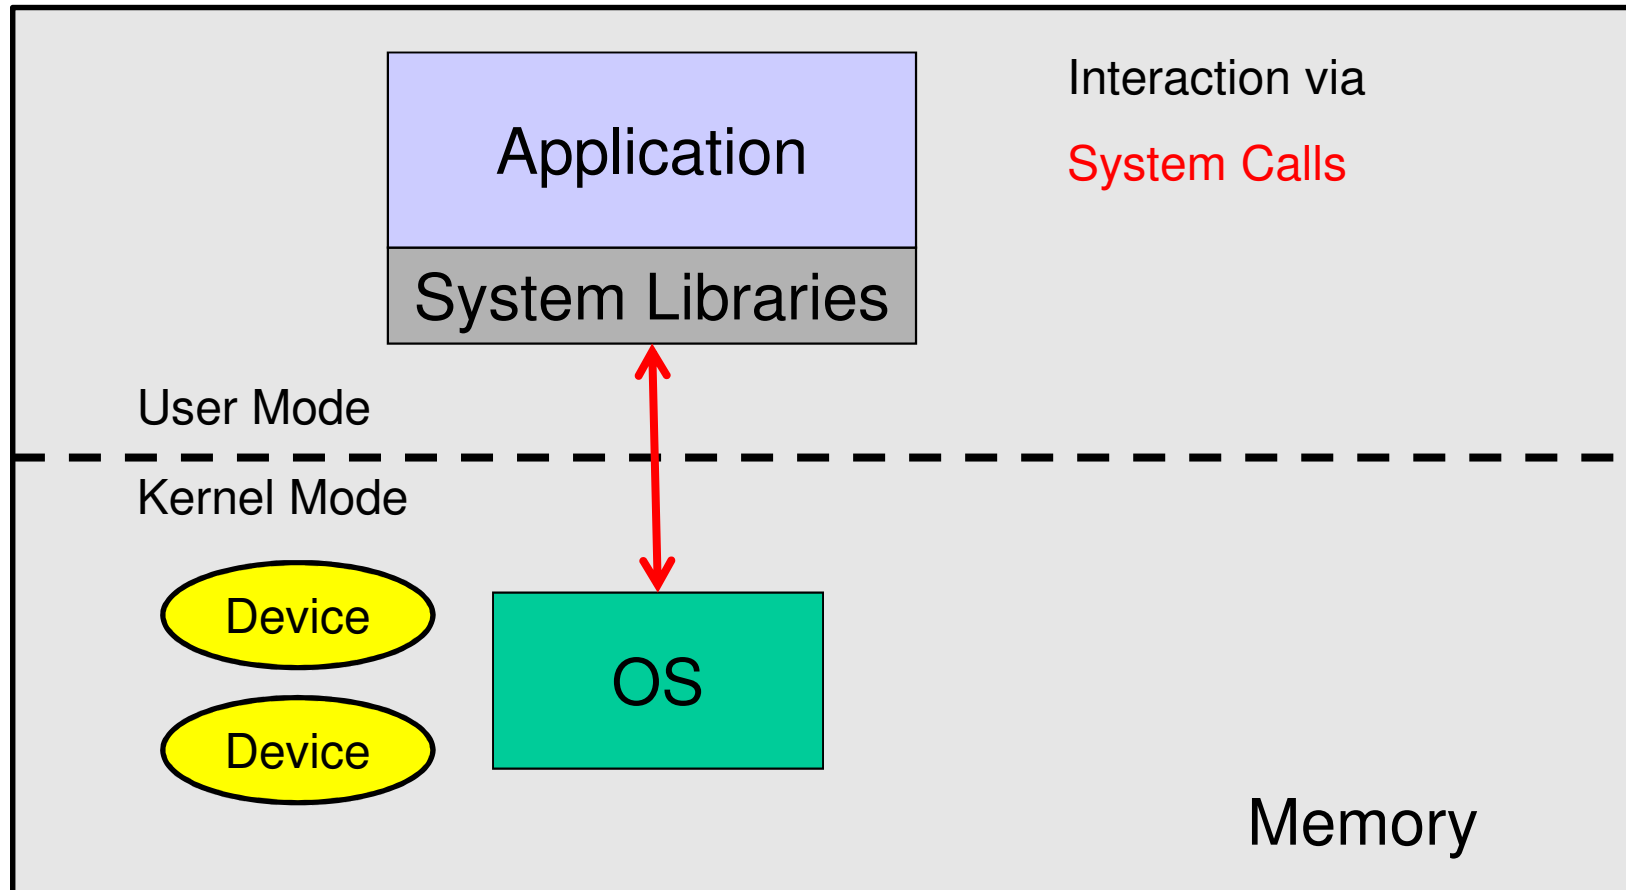 Application
System Libraries
Interaction via
System Calls
User Mode
Kernel Mode
Device
Device
OS
Memory